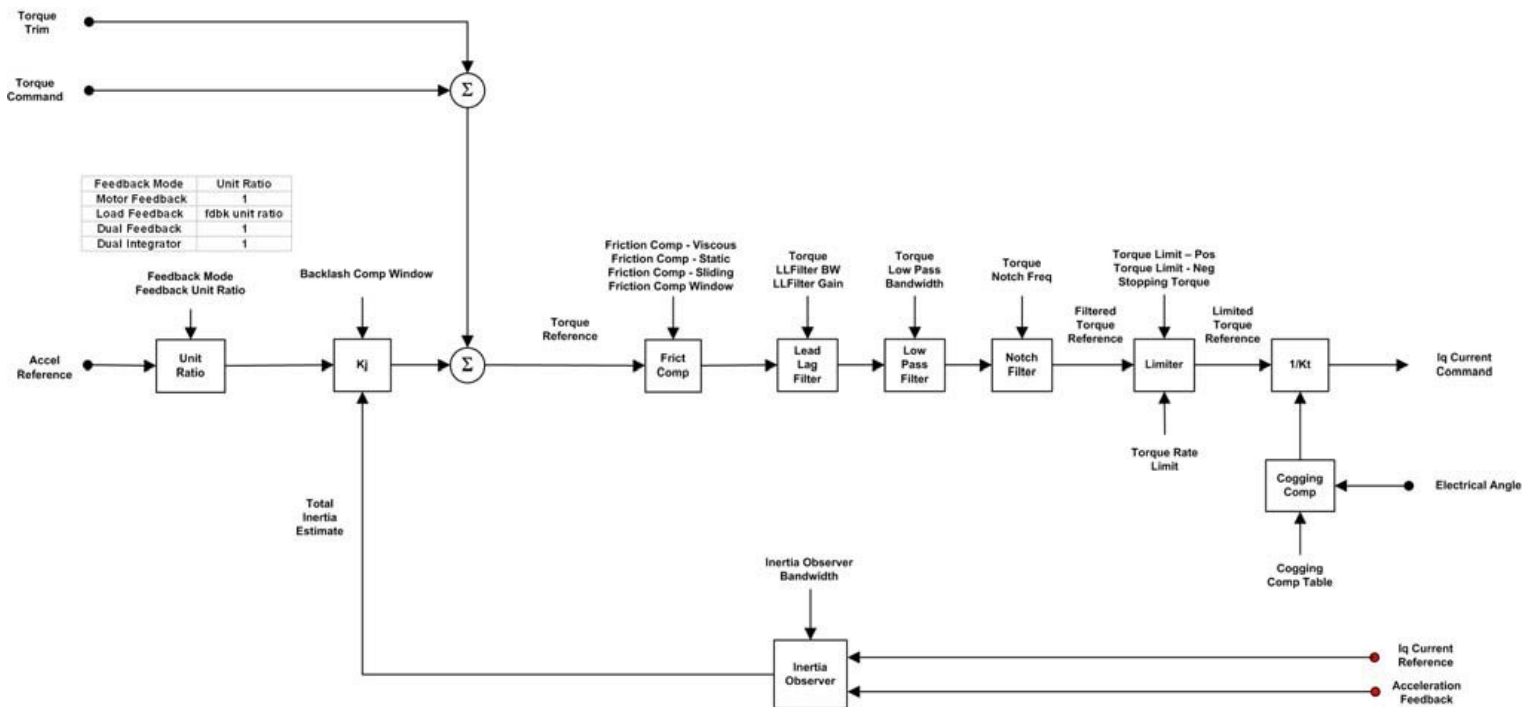 Torque
Trim
Torque
Command
Σ
Feedback Mode Unit Ratio
Motor Feedback 1
Load Feedback fdbk unit ratio
Dual Feedback 1
Dual Integrator 1
Feedback Mode
Feedback Unit Ratio
Backlash Comp Window
Friction Comp - Viscous
Friction Comp - Static
Friction Comp - Sliding
Friction Comp Window
Torque
LLFilter BW
LLFilter Gain
Torque
Low Pass
Bandwidth
Torque
Notch Freq
Torque Limit – Pos
Torque Limit - Neg
Stopping Torque
Accel
Reference
Unit
Ratio
Kj
Σ
Torque
Reference
Frict
Comp
Lead
Lag
Filter
Low
Pass
Filter
Notch
Filter
Filtered
Torque
Reference
Limiter
Limited
Torque
Reference
1/Kt
Iq Current
Command
Torque Rate
Limit
Cogging
Comp
Electrical Angle
Cogging
Comp Table
Total
Inertia
Estimate
Inertia Observer
Bandwidth
Inertia
Observer
Iq Current
Reference
Acceleration
Feedback